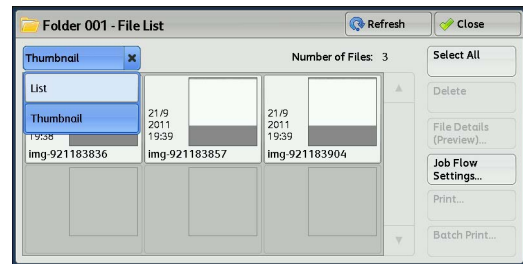 Folder 001 - File List
Refresh
Close
Thumbnail
Number of Files: 3
Select All
List
Thumbnail
19:38
img-921183836
21/9
2011
19:39
img-921183857
21/9
2011
19:39
img-921183904
Delete
File Details
(Preview)...
Job Flow
Settings...
Print...
Batch Print...